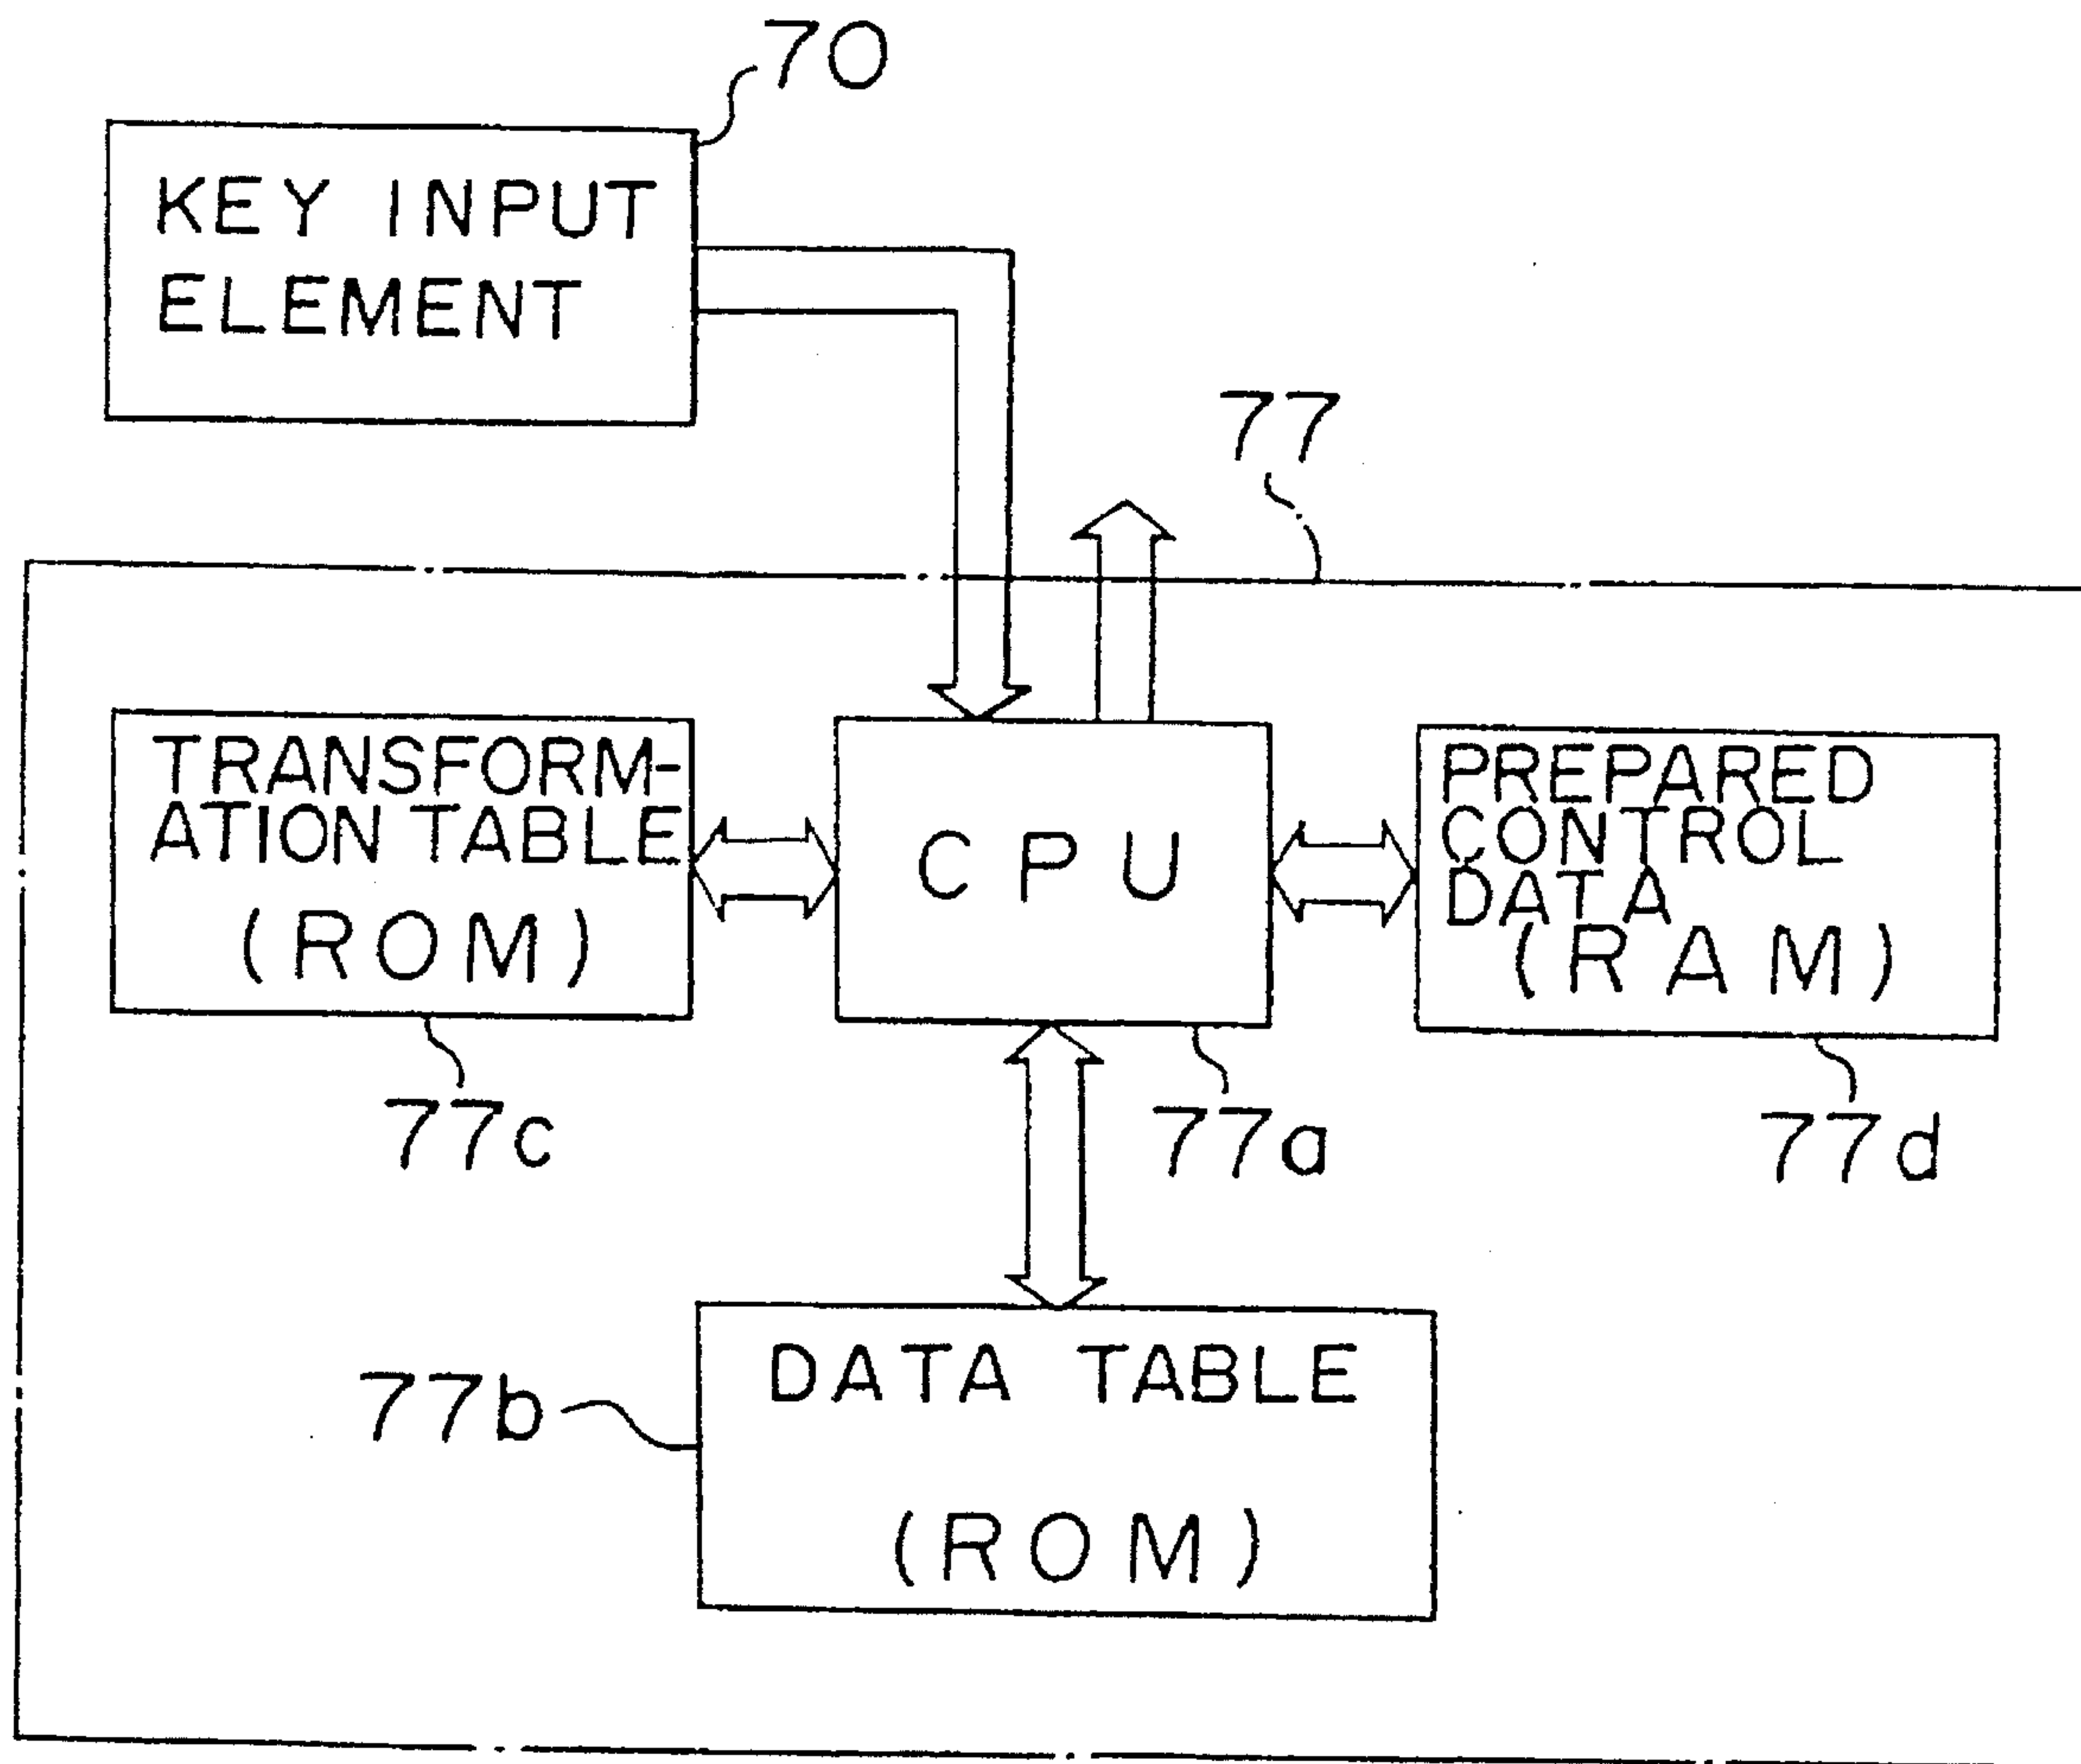 70
KEY INPUT
ELEMENT
77
TRANSFORM-
ATION TABLE
(ROM)
CPU
PREPARED
CONTROL
DATA
(RAM)
77c
77a
77d
77b
DATA TABLE
(ROM)